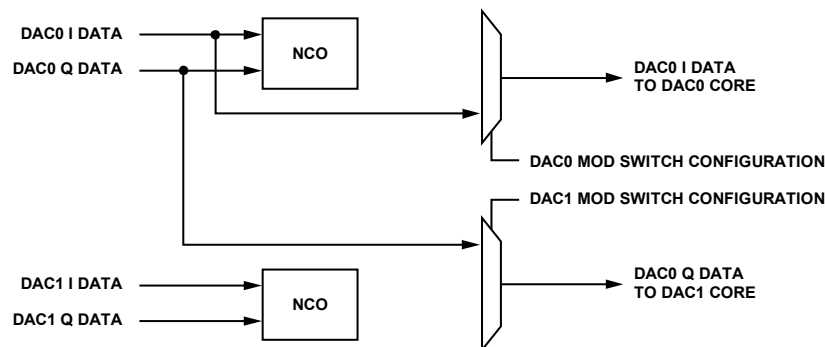 DAC0 I DATA
DAC0 Q DATA
NCO
DAC0 I DATA
TO DAC0 CORE
DAC0 MOD SWITCH CONFIGURATION
DAC1 MOD SWITCH CONFIGURATION
DAC1 I DATA
DAC1 Q DATA
NCO
DAC0 Q DATA
TO DAC1 CORE